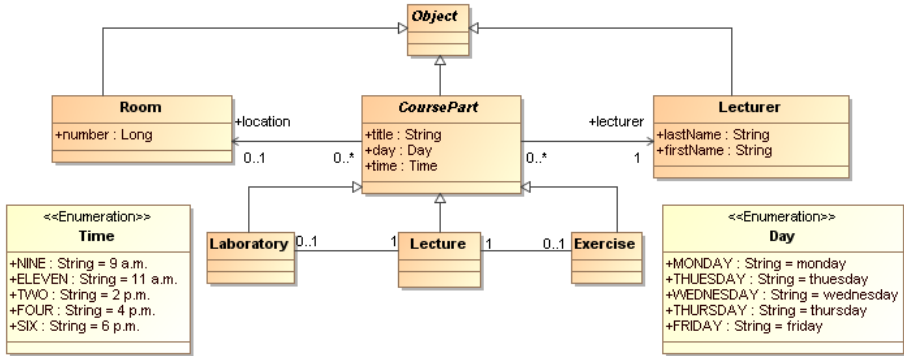 Object
Room
+number : Long
+location
0..1
0..*
CoursePart
+title : String
+day : Day
+time : Time
+lecturer
0..*
1
Lecturer
+lastName : String
+firstName : String
<<Enumeration>>
Time
+NINE : String = 9 a.m.
+ELEVEN : String = 11 a.m.
+TWO : String = 2 p.m.
+FOUR : String = 4 p.m.
+SIX : String = 6 p.m.
Laboratory
0..1
1
Lecture
1
0..1
Exercise
<<Enumeration>>
Day
+MONDAY : String = monday
+THUESDAY : String = thuesday
+WEDNESDAY : String = wednesday
+THURSDAY : String = thursday
+FRIDAY : String = friday